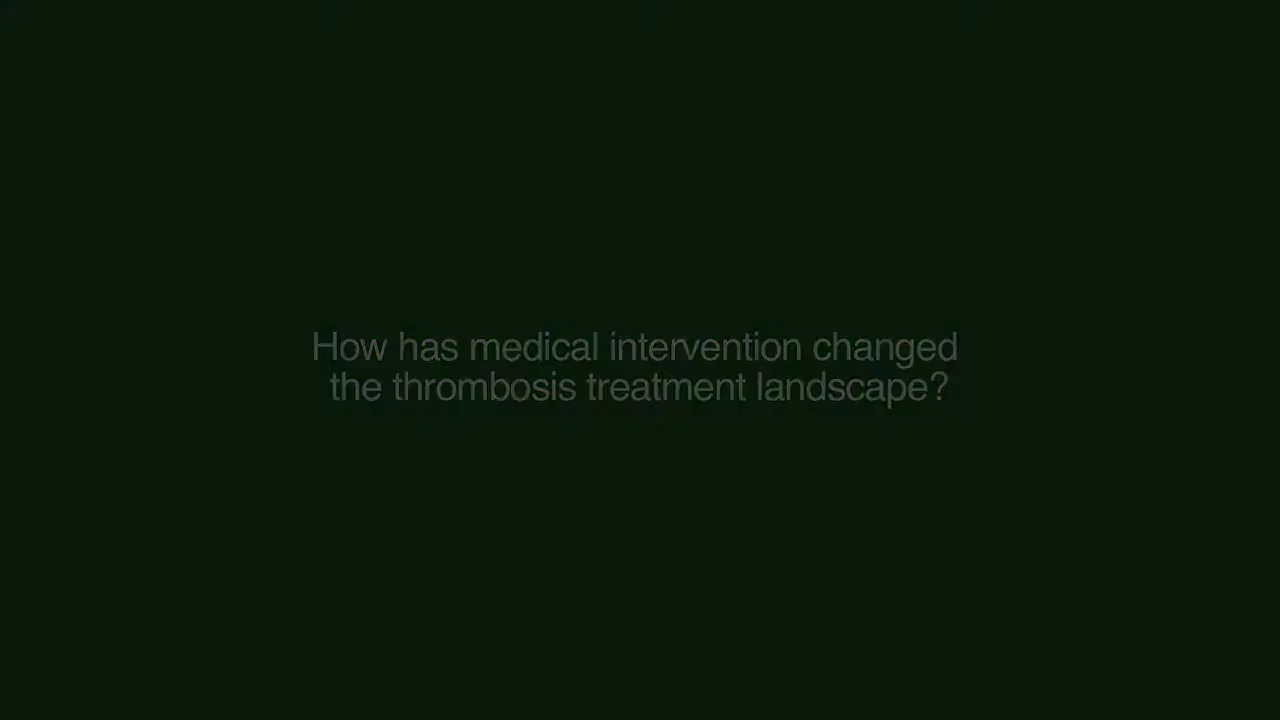 How has medical intervention changed
the thrombosis treatment landscape?